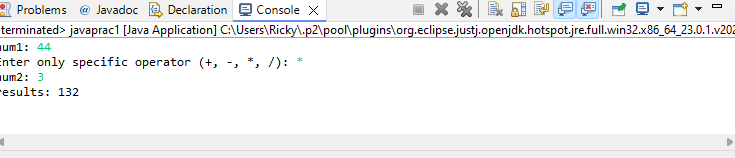 Problems @ Javadoc Declaration Console
terminated> javaprac1 [Java Application] C:\Users\Ricky\.p2\pool\plugins\org.eclipse.justj.openjdk.hotspot.jre.full.win32.x86_64_23.0.1.v202
num1: 44
Enter only specific operator (+, -, *, /): *
num2: 3
results: 132